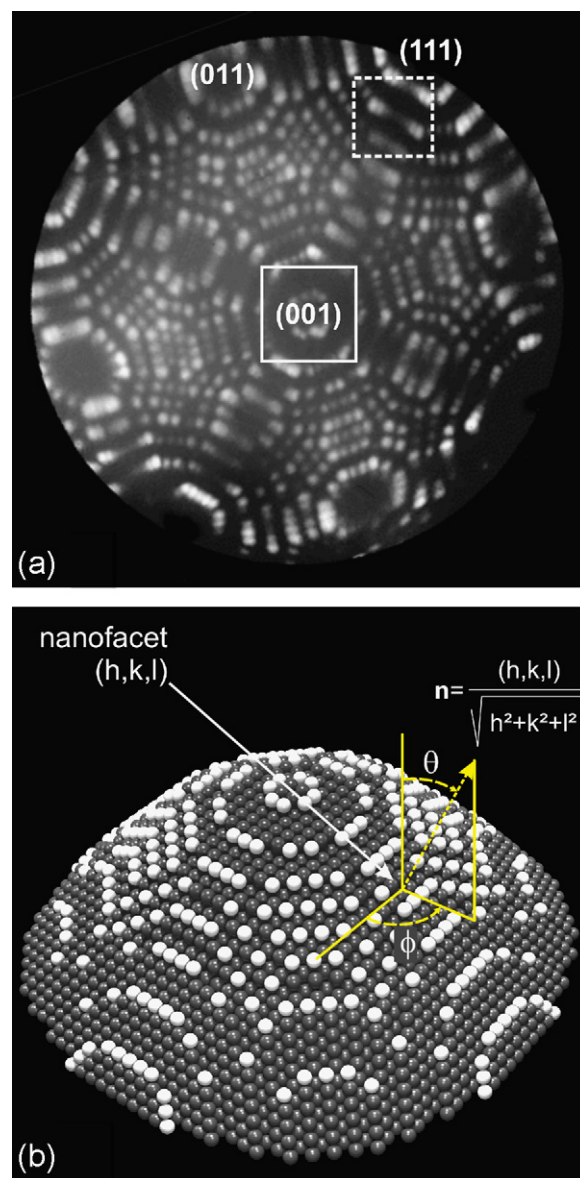 (111)
(011)
(001)
(a)
nanofacet
(h,k,l)
n= (h,k,l)
√h²+k²+l²
θ
ϕ
(b)